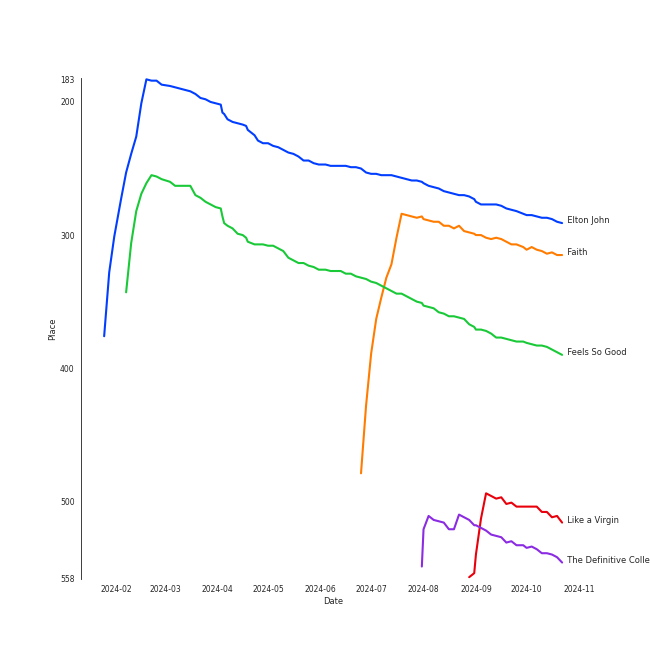 183
200
300
400
500
558
Place
2024-02
2024-03
2024-04
2024-05
2024-06
2024-07
2024-08
2024-09
2024-10
2024-11
Date
Elton John
Faith
Feels So Good
Like a Virgin
The Definitive Colle